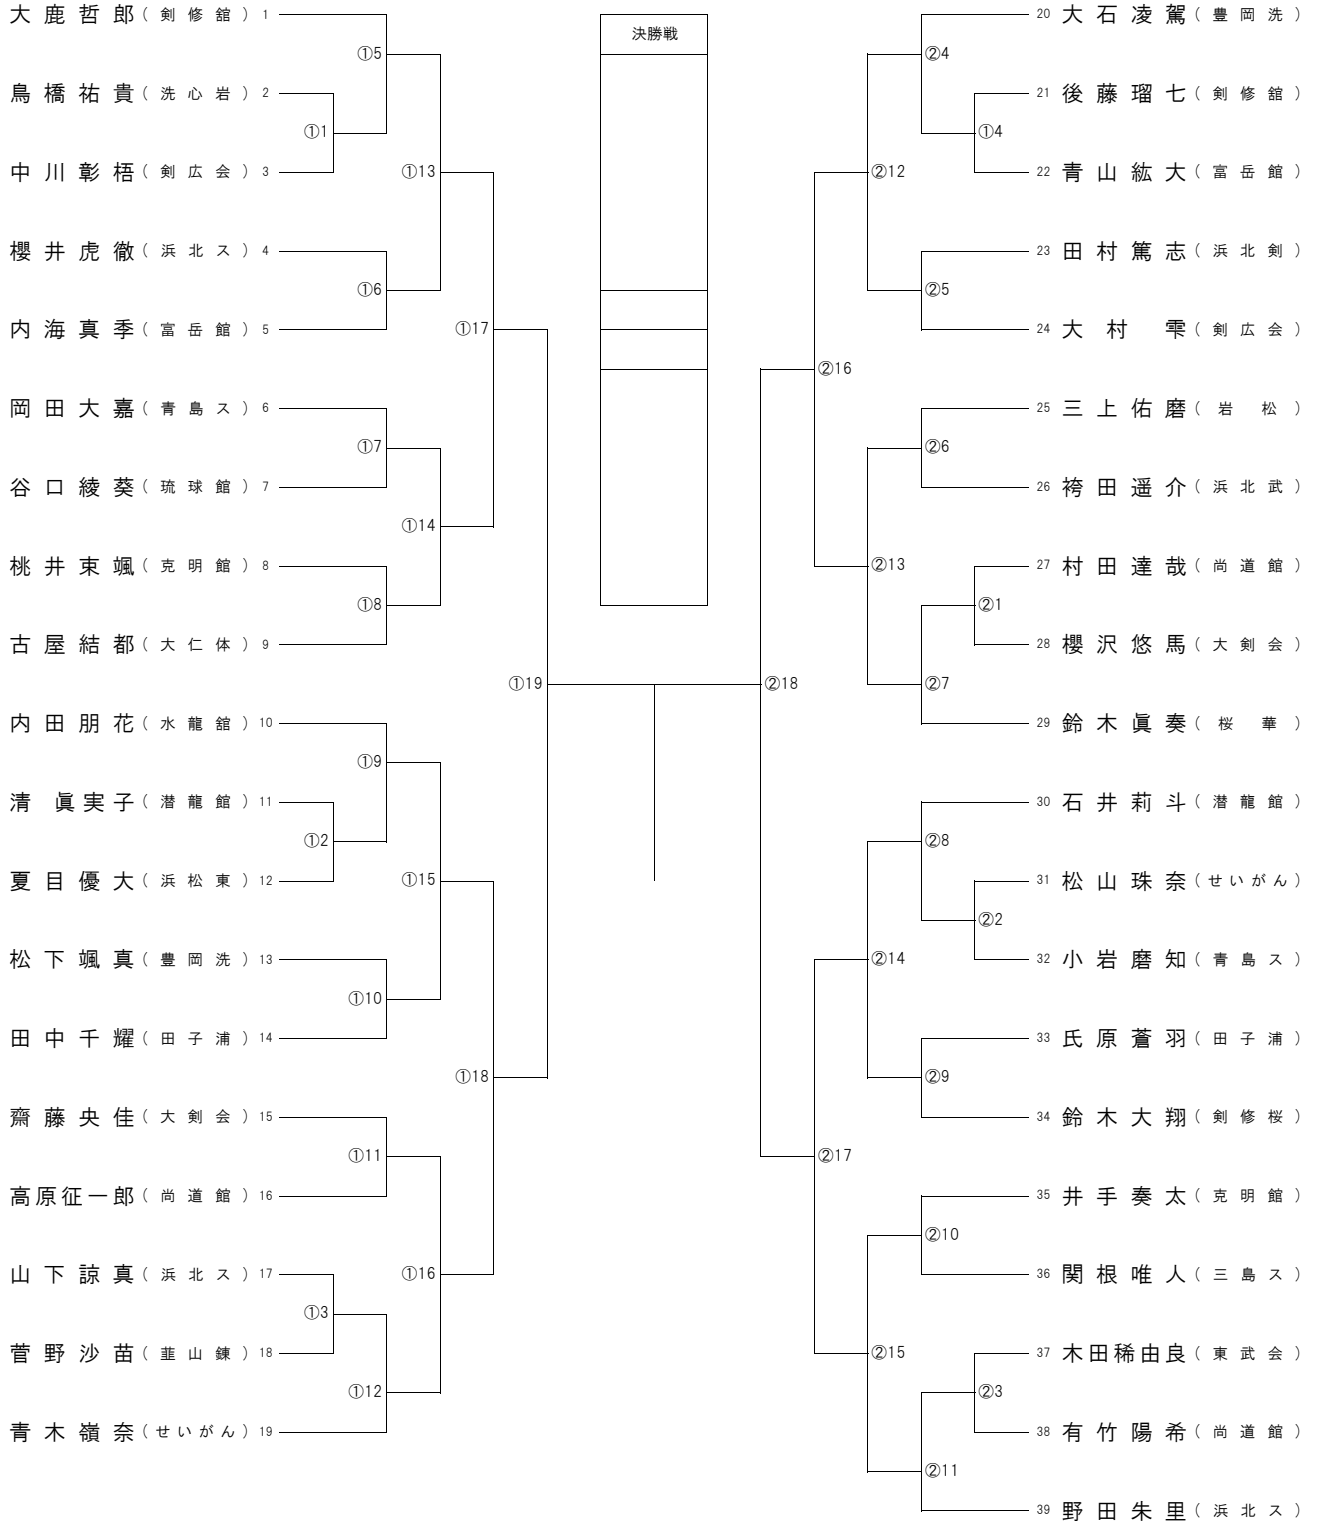 大鹿哲郎（剣修舘）1
①5
鳥橋祐貴（洗心岩）2
①1
中川彰梧（剣広会）3
①13
櫻井虎徹（浜北ス）4
①6
内海真季（富岳館）5
①17
岡田大嘉（青島ス）6
①7
谷口綾葵（琉球館）7
①14
桃井束颯（克明館）8
①8
古屋結都（大仁体）9
①19
内田朋花（水龍舘）10
①9
清眞実子（潜龍館）11
①2
夏目優大（浜松東）12
①15
松下颯真（豊岡洗）13
①10
田中千耀（田子浦）14
①18
齋藤央佳（大剣会）15
①11
高原征一郎（尚道館）16
山下諒真（浜北ス）17
①16
①3
菅野沙苗（韮山錬）18
①12
青木嶺奈（せいがん）19
決勝戦
20 大石凌駕（豊岡洗）
②4
21 後藤瑠七（剣修舘）
①4
22 青山紘大（富岳館）
②12
23 田村篤志（浜北剣）
②5
24 大村雫（剣広会）
②16
25 三上佑磨（岩松）
②6
26 袴田遥介（浜北武）
27 村田達哉（尚道館）
②13
②1
28 櫻沢悠馬（大剣会）
②7
②18
29 鈴木眞奏（桜華）
30 石井莉斗（潜龍館）
②8
31 松山珠奈（せいがん）
②2
32 小岩磨知（青島ス）
②14
33 氏原蒼羽（田子浦）
②9
34 鈴木大翔（剣修桜）
②17
35 井手奏太（克明館）
②10
36 関根唯人（三島ス）
37 木田稀由良（東武会）
②15
②3
38 有竹陽希（尚道館）
②11
39 野田朱里（浜北ス）